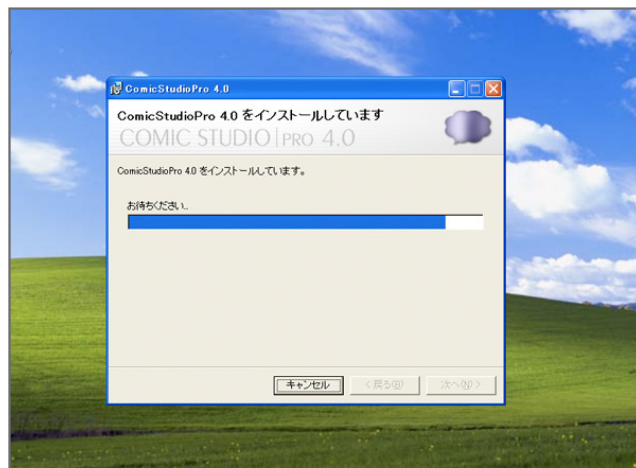 ComicStudioPro 4.0
ComicStudioPro 4.0 をインストールしています
COMIC STUDIO | PRO 4.0
ComicStudioPro 4.0 をインストールしています。
お待ちください..
キャンセル
< 戻る(B)
次へ(N) >